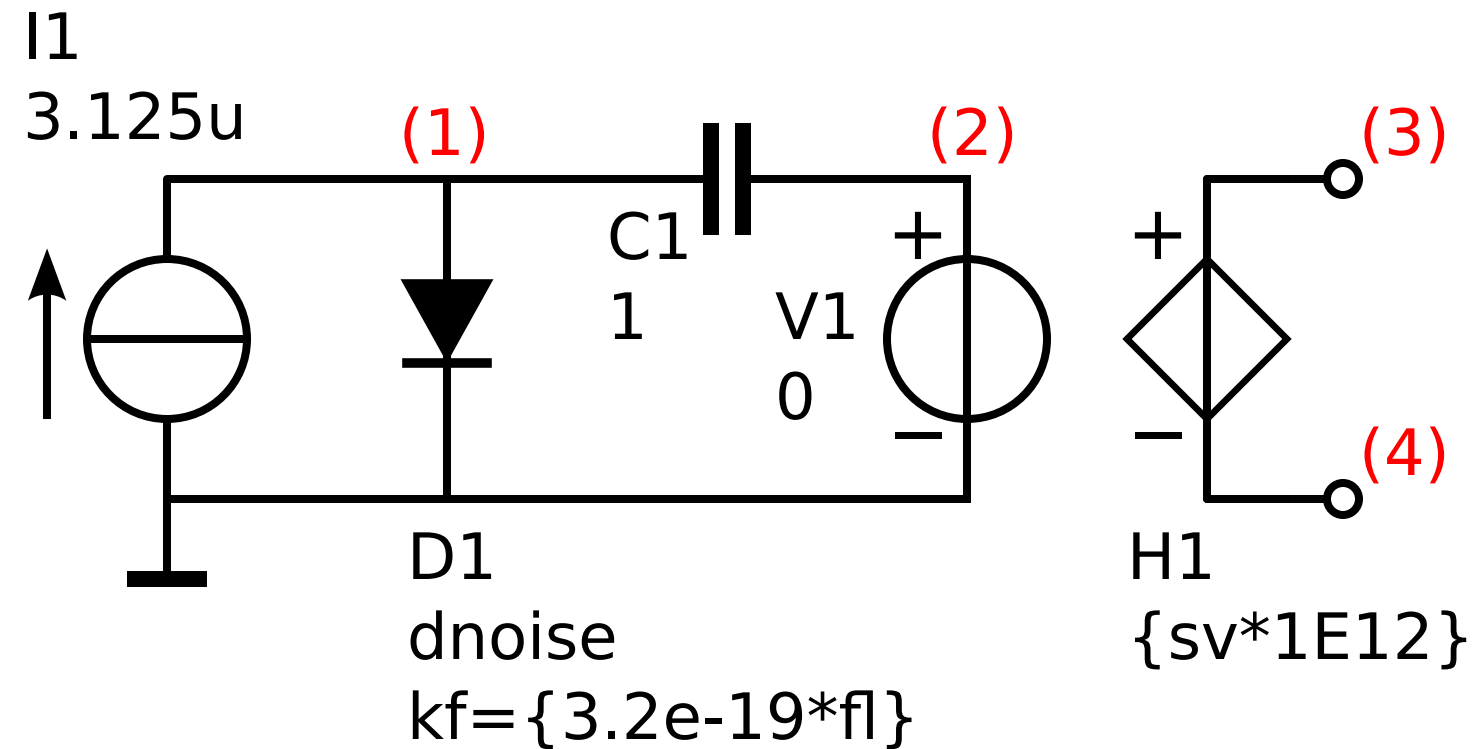 I1
3.125u
(1)
(2)
(3)
C1
1
+
+
V1
0
−
−
(4)
D1
dnoise
kf={3.2e-19*fl}
H1
{sv*1E12}